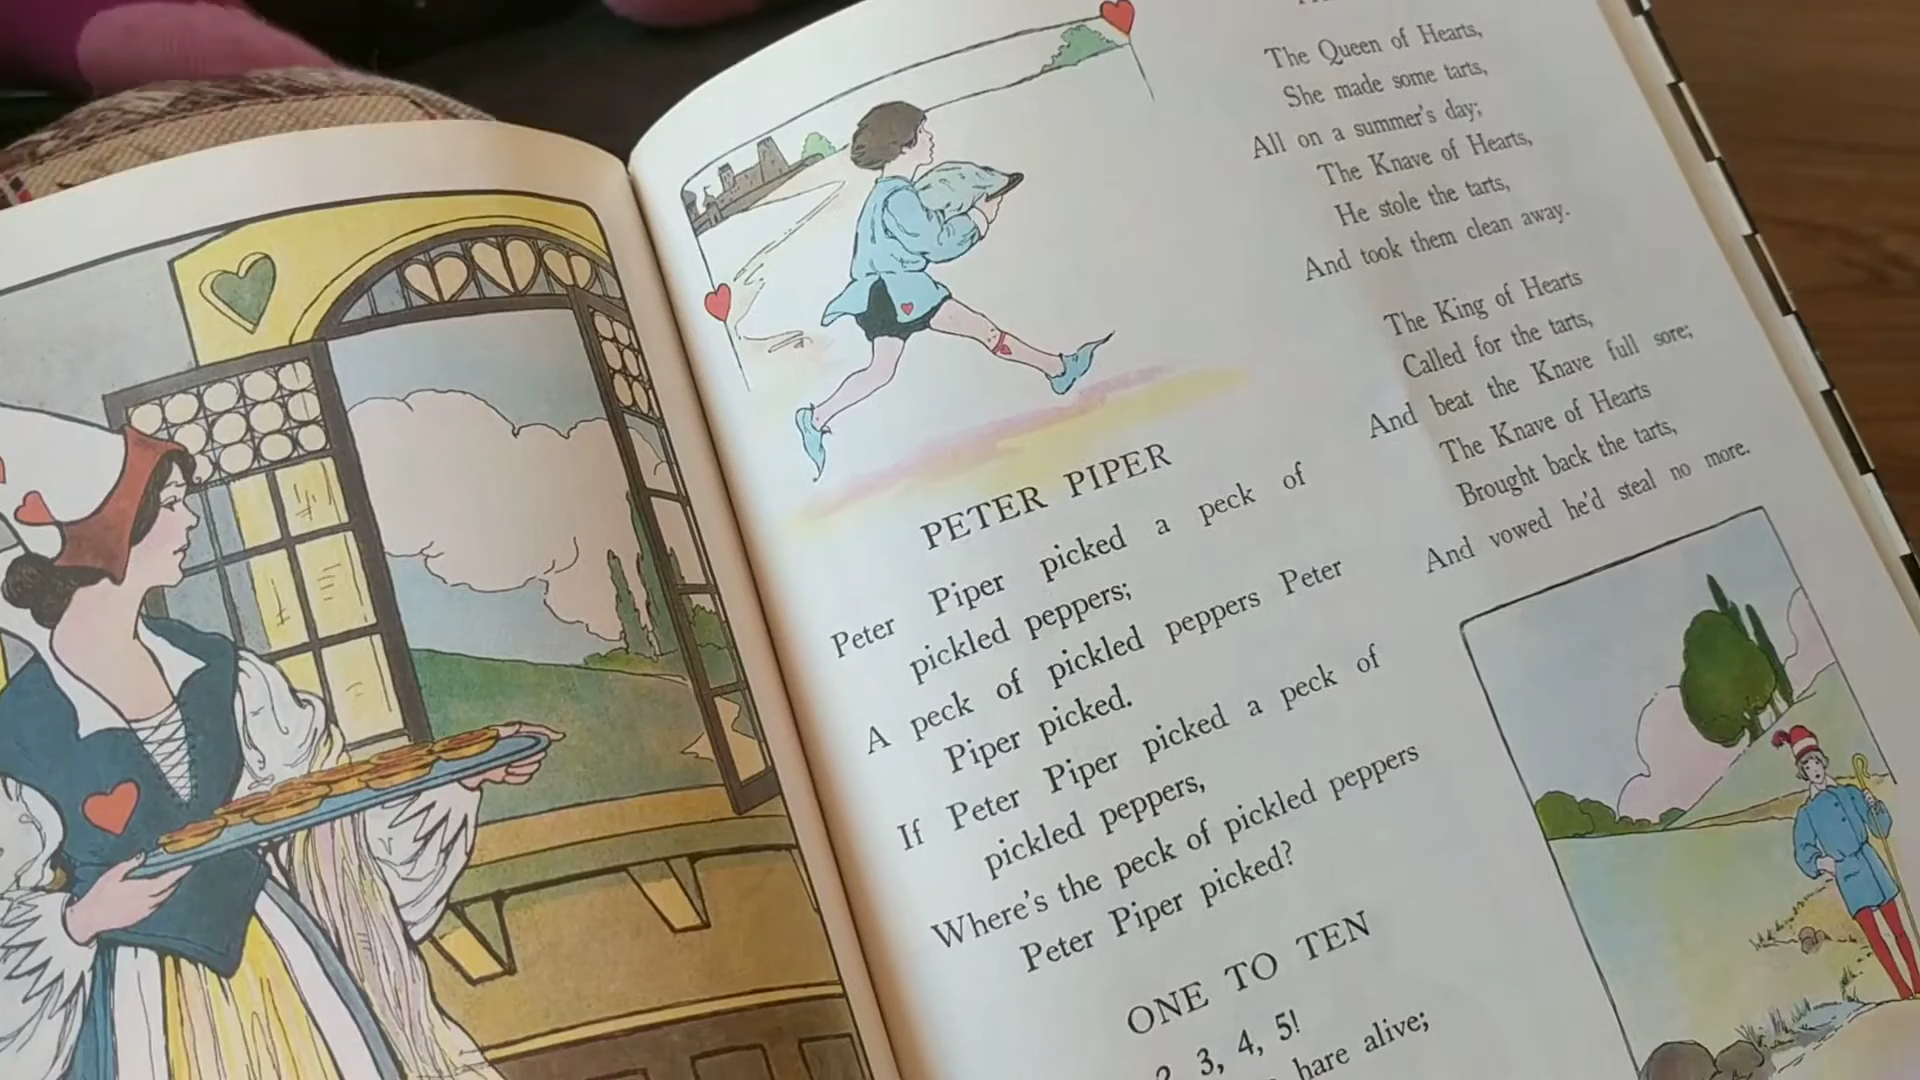 PETER PIPER
Peter Piper picked a peck of
pickled peppers;
A peck of pickled peppers Peter
Piper picked.
If Peter Piper picked a peck of
pickled peppers,
Where's the peck of pickled peppers
Peter Piper picked?
ONE TO TEN
2, 3, 4, 5!
hare alive;
The Queen of Hearts,
She made some tarts,
All on a summer's day;
The Knave of Hearts,
He stole the tarts,
And took them clean away.
The King of Hearts
Called for the tarts,
And beat the Knave full sore;
The Knave of Hearts
Brought back the tarts,
And vowed he'd steal no more.